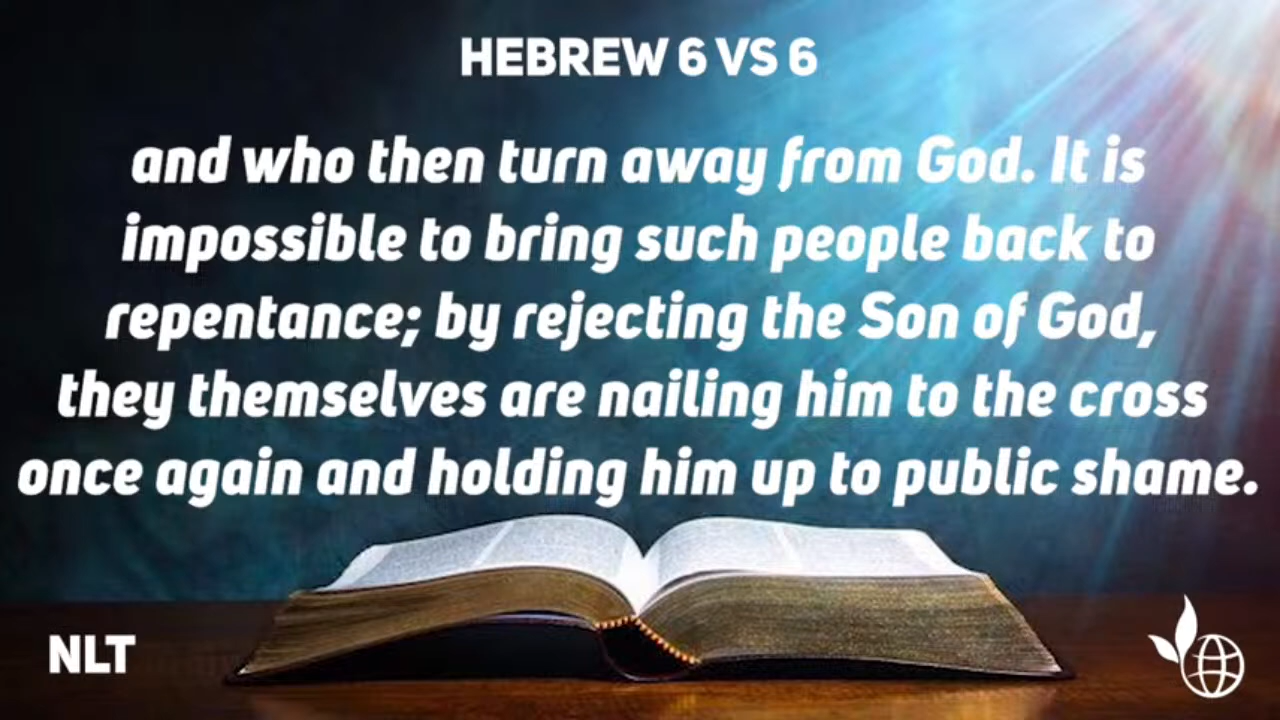 HEBREW 6 VS 6
and who then turn away from God. It is
impossible to bring such people back to
repentance; by rejecting the Son of God,
they themselves are nailing him to the cross
once again and holding him up to public shame.
NLT